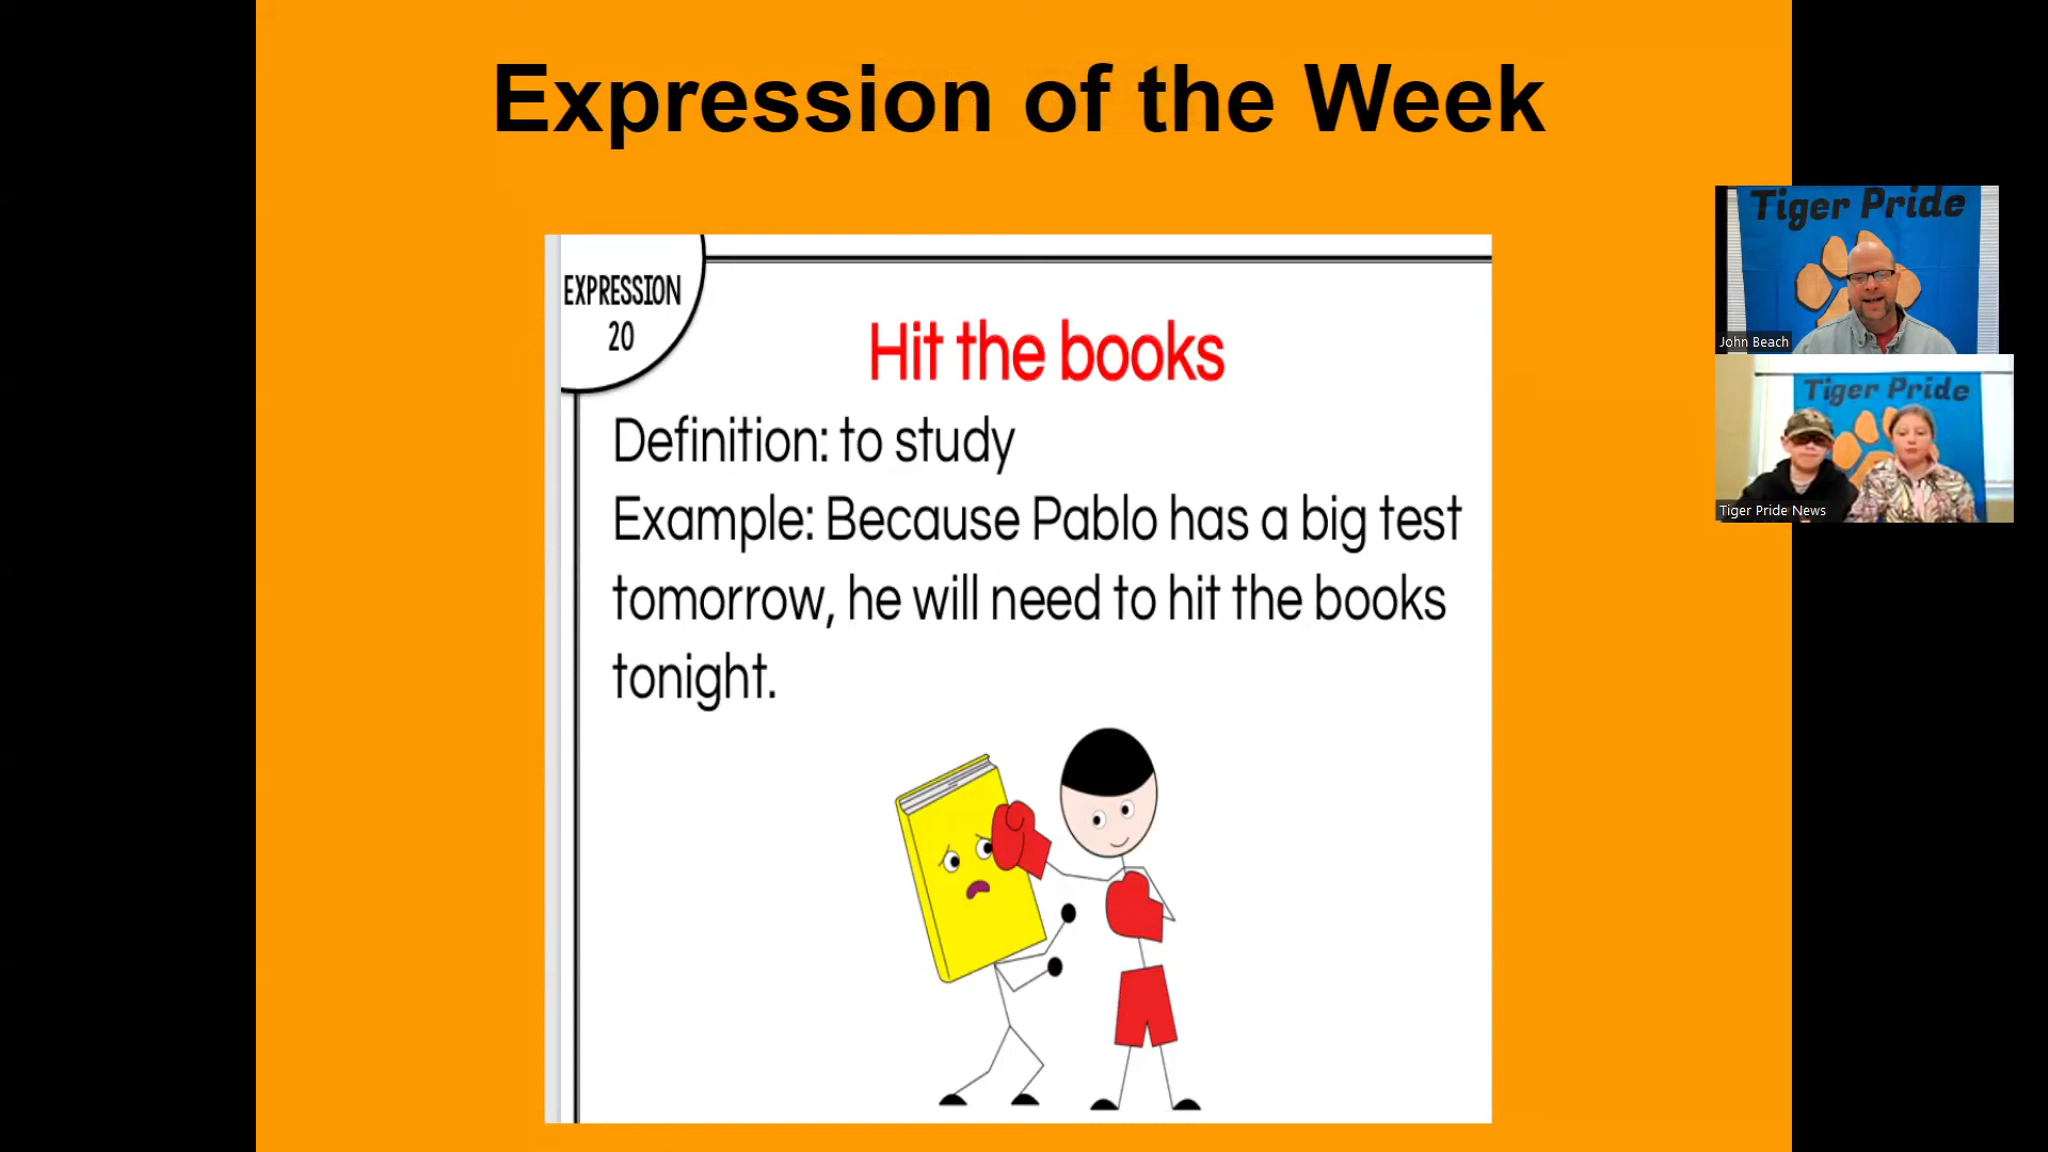 Expression of the Week
EXPRESSION
20
Hit the books
Definition: to study
Example: Because Pablo has a big test
tomorrow, he will need to hit the books
tonight.
Tiger Pride
John Beach
Tiger Pride
Tiger Pride News